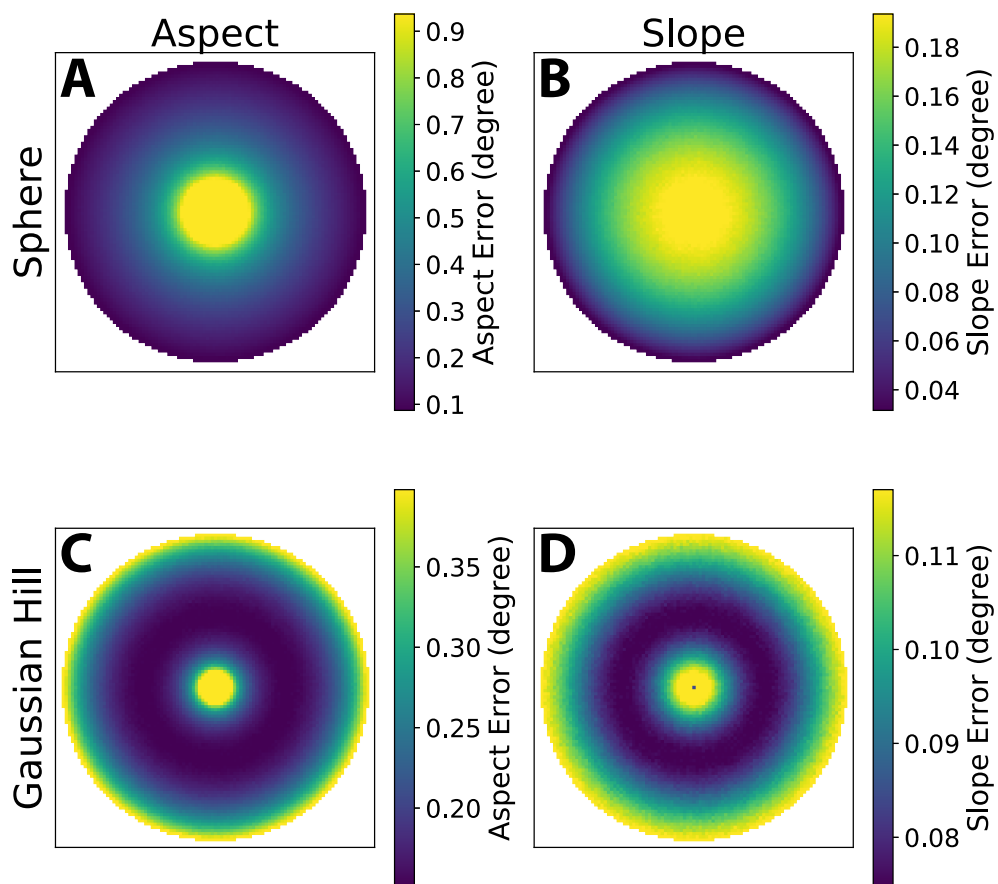 Aspect
Slope
Sphere
A
0.9
0.8
0.7
0.6
0.5
0.4
0.3
0.2
0.1
Aspect Error (degree)
B
0.18
0.16
0.14
0.12
0.10
0.08
0.06
0.04
Slope Error (degree)
Gaussian Hill
C
0.35
0.30
0.25
0.20
Aspect Error (degree)
D
0.11
0.10
0.09
0.08
Slope Error (degree)